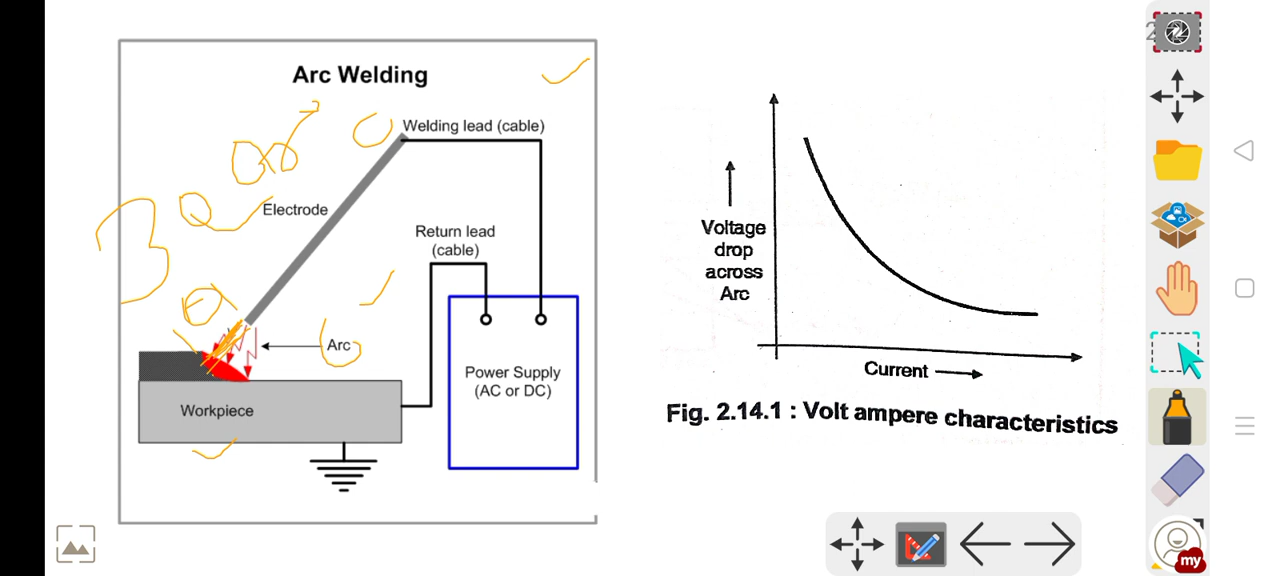 Arc Welding
Welding lead (cable)
Electrode
Return lead
(cable)
Arc
Power Supply
(AC or DC)
Workpiece
Voltage
drop
across
Arc
Current
Fig. 2.14.1 : Volt ampere characteristics
my